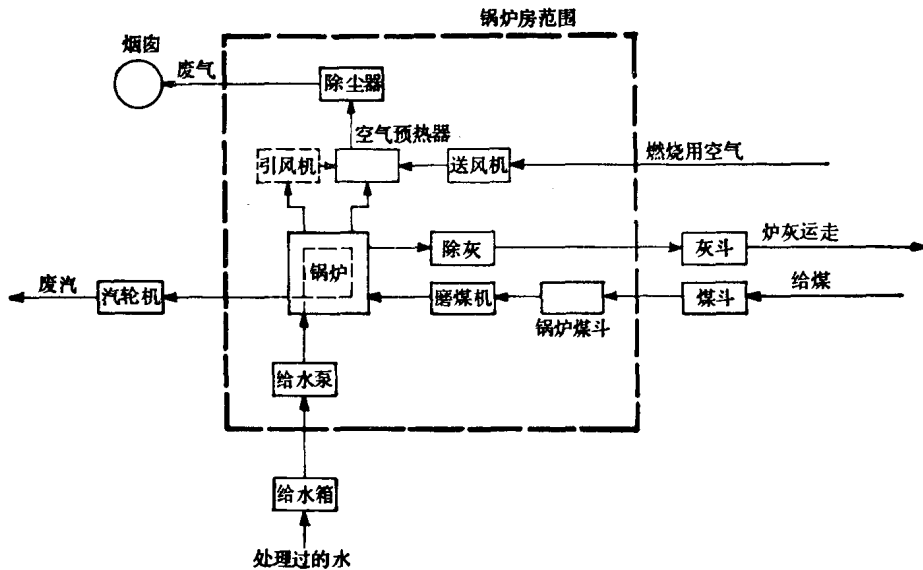 锅炉房范围
烟囱
废气
除尘器
空气预热器
引风机
送风机
燃烧用空气
锅炉
除灰
灰斗
炉灰运走
废汽
汽轮机
磨煤机
锅炉煤斗
煤斗
给煤
给水泵
给水箱
处理过的水